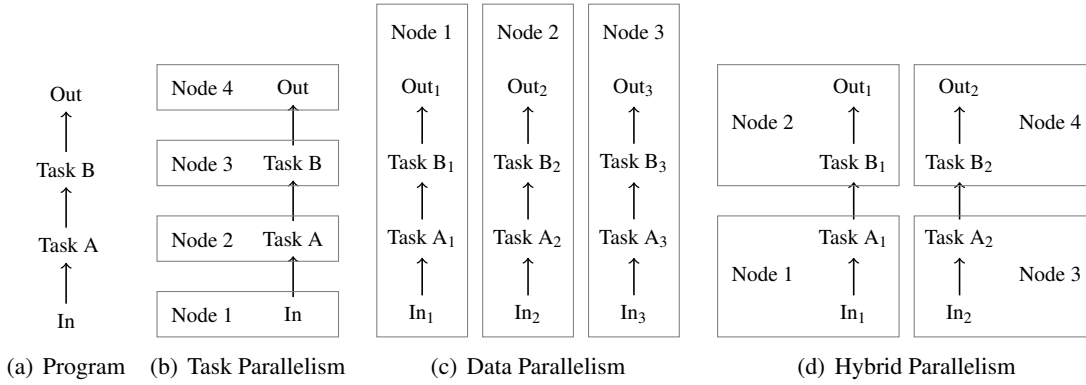 Out
Task B
Task A
In
(a) Program
Node 4 Out
Node 3 Task B
Node 2 Task A
Node 1 In
(b) Task Parallelism
Node 1 Node 2 Node 3
Out₁ Out₂ Out₃
Task B₁ Task B₂ Task B₃
Task A₁ Task A₂ Task A₃
In₁ In₂ In₃
(c) Data Parallelism
Out₁ Out₂
Node 2 Node 4
Task B₁ Task B₂
Task A₁ Task A₂
Node 1 Node 3
In₁ In₂
(d) Hybrid Parallelism